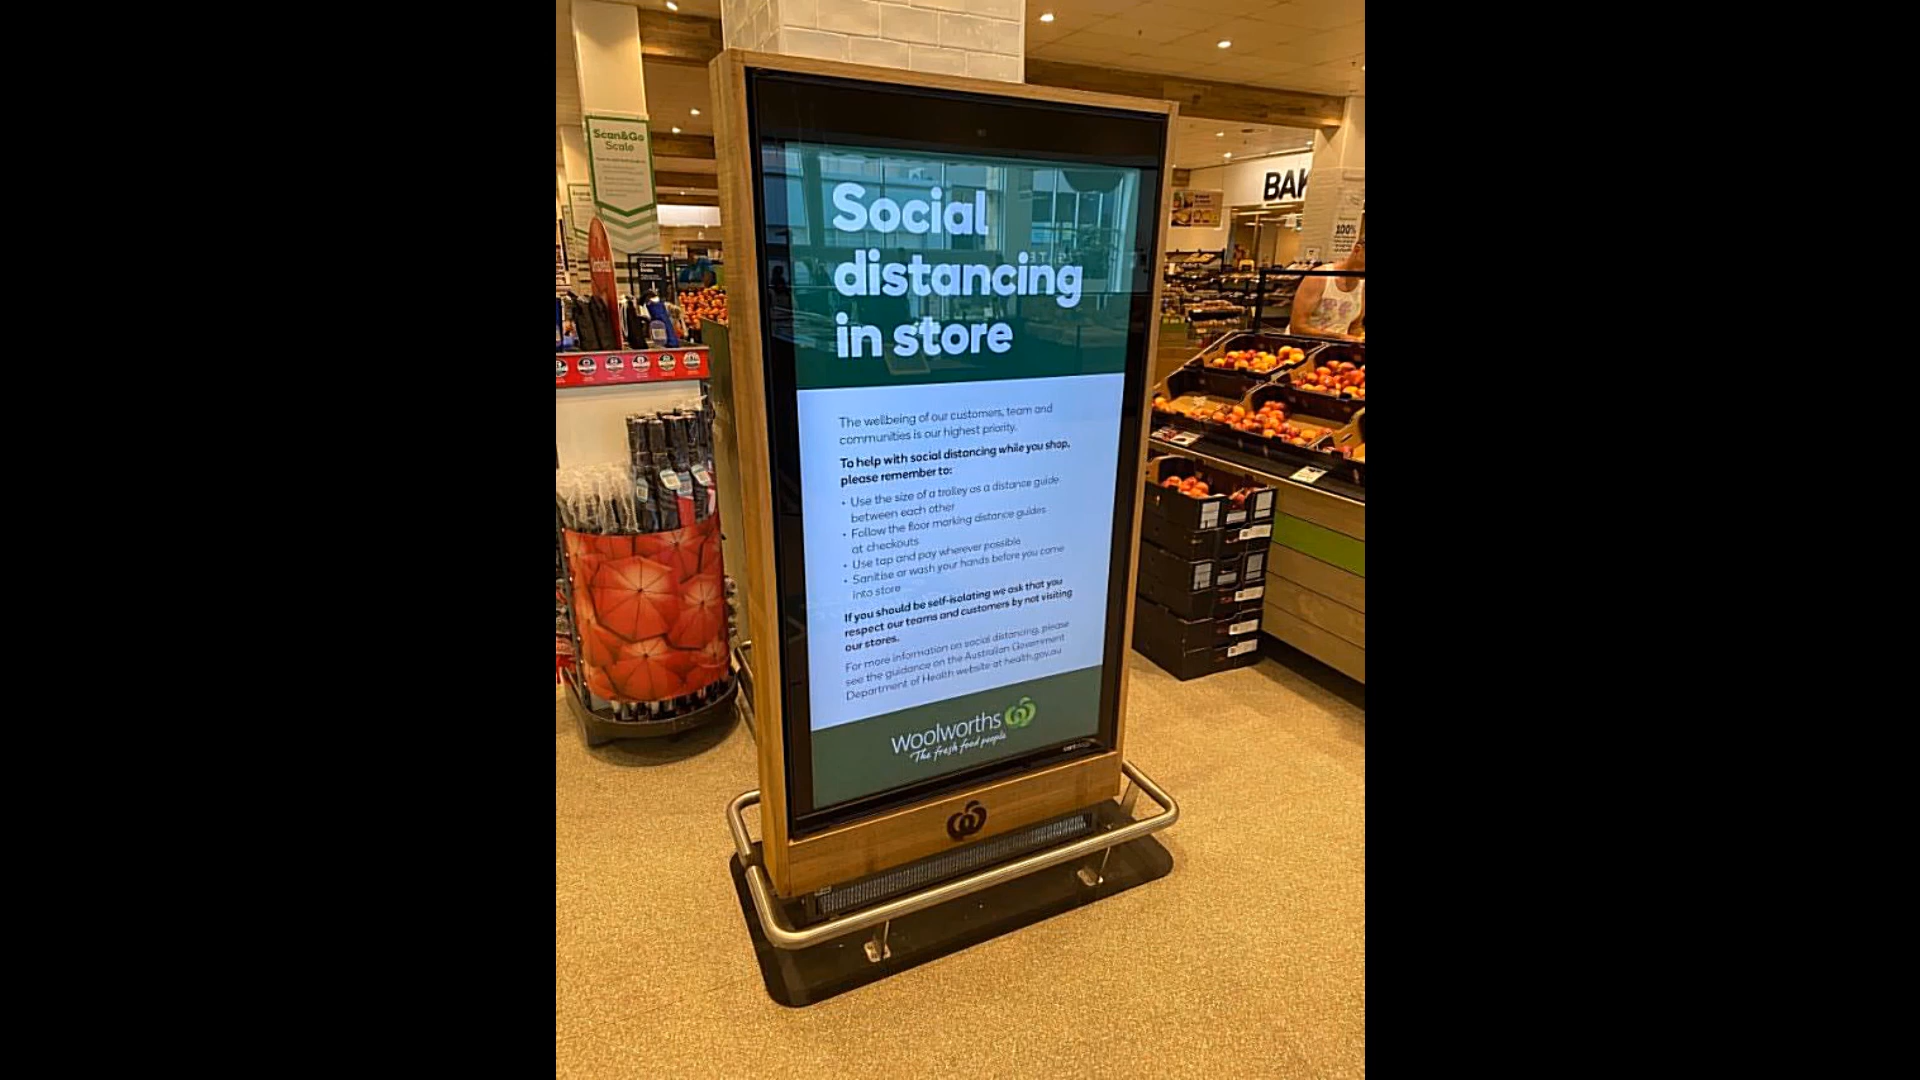 Scan&Go
Scale
BAK
100%
Social
distancing
in store
The wellbeing of our customers, team and
communities is our highest priority.
To help with social distancing while you shop,
please remember to:
• Use the size of a trolley as a distance guide
between each other
• Follow the floor marking distance guides
at checkouts
• Use tap and pay wherever possible
• Sanitise or wash your hands before you come
into store
If you should be self-isolating we ask that you
respect our teams and customers by not visiting
our stores.
For more information on social distancing, please
see the guidance on the Australian Government
Department of Health website at health.gov.au
Woolworths
The fresh food people